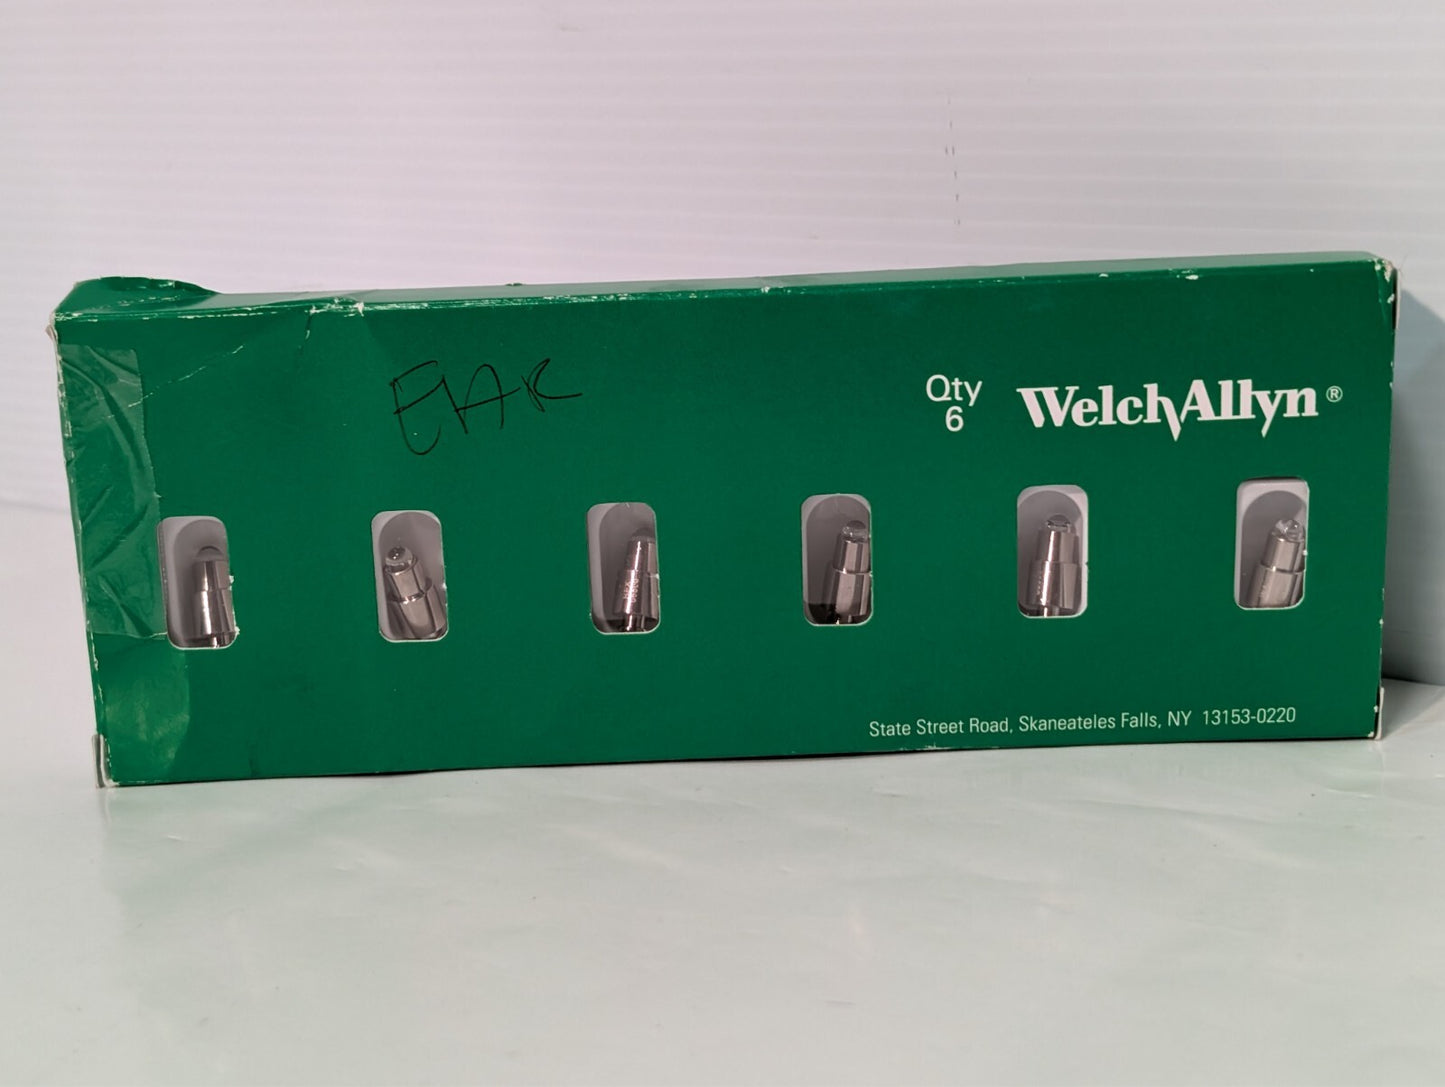 EAR
Qty
6
WelchAllyn®
State Street Road, Skaneateles Falls, NY 13153-0220